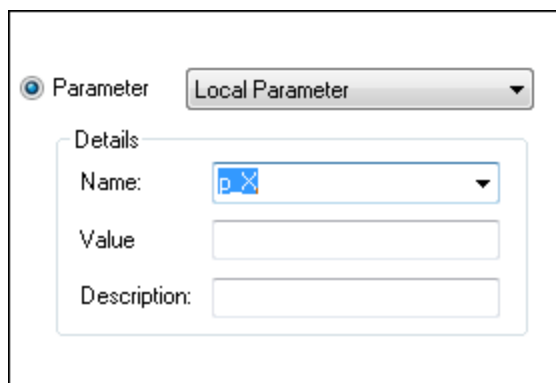 Parameter Local Parameter
Details
Name: p_X
Value
Description: